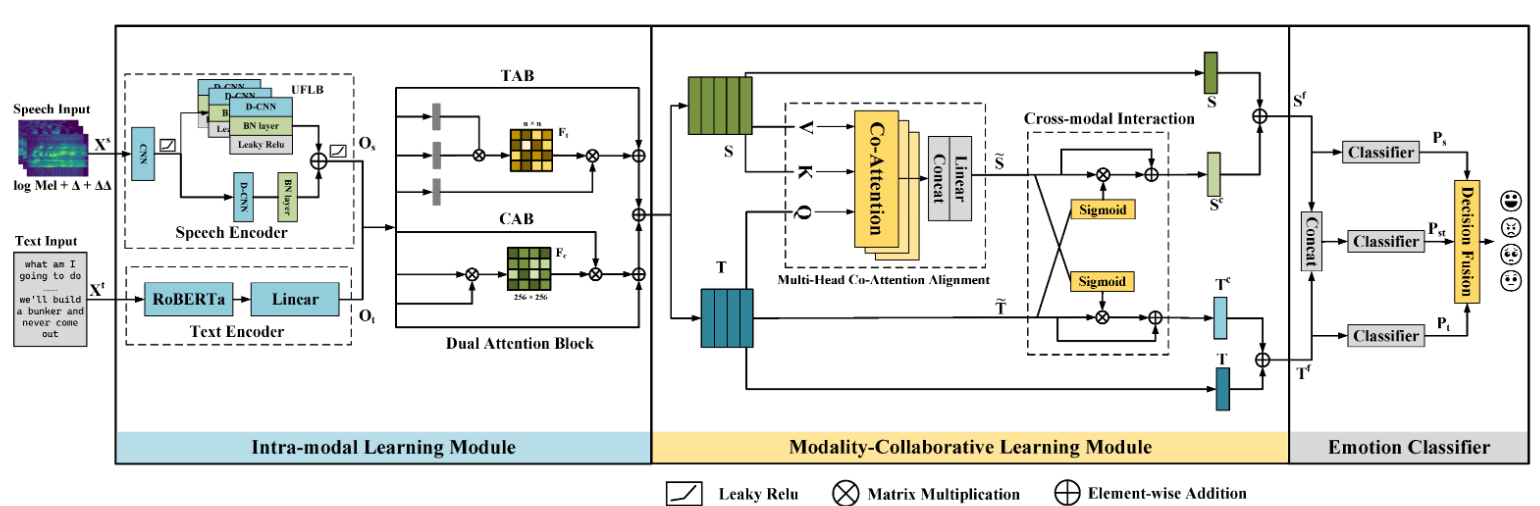 Speech Input
X^s
log Mel + Δ + ΔΔ
CNN
D-CNN
D-CNN
D-CNN
BN layer
Leaky Relu
UFLB
D-CNN
BN layer
O_s
Speech Encoder
Text Input
what am I
going to do
......
we'll build
a bunker and
never come
out
X^t
RoBERTa
Linear
Text Encoder
O_t
TAB
n × n
F_t
CAB
F_c
256 × 256
Dual Attention Block
Intra-modal Learning Module
S
T
V
K
Q
Co-Attention
Linear
Concat
Multi-Head Co-Attention Alignment
S̃
T̃
Cross-modal Interaction
Sigmoid
Sigmoid
S
S^c
T^c
T
Modality-Collaborative Learning Module
S^f
T^f
Concat
Classifier
P_s
Classifier
P_st
Classifier
P_t
Decision Fusion
Emotion Classifier
Leaky Relu
Matrix Multiplication
Element-wise Addition